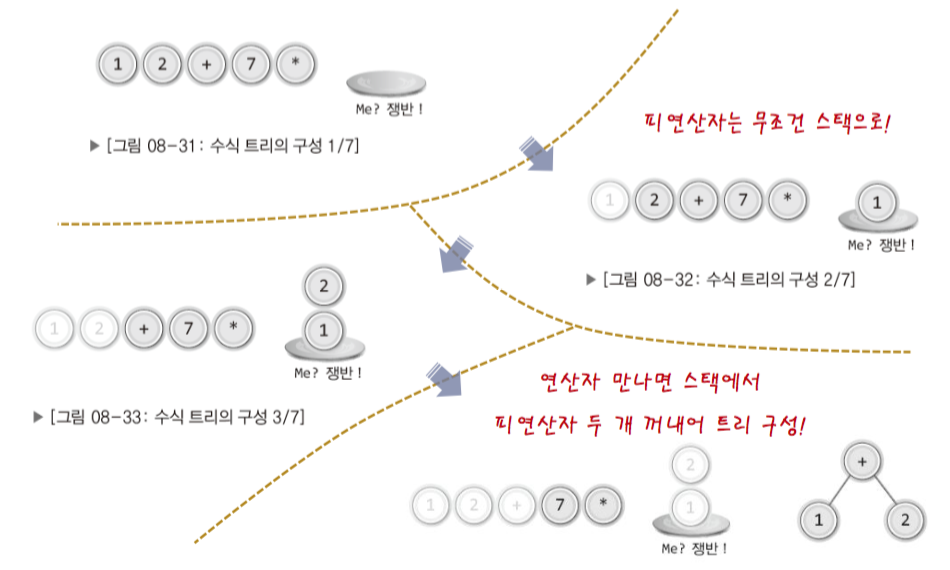 1 2 + 7 *
Me? 쟁반!
▶ [그림 08-31: 수식 트리의 구성 1/7]
피연산자는 무조건 스택으로!
1 2 + 7 *
1
Me? 쟁반!
▶ [그림 08-32: 수식 트리의 구성 2/7]
1 2 + 7 *
2
1
Me? 쟁반!
▶ [그림 08-33: 수식 트리의 구성 3/7]
연산자 만나면 스택에서
피연산자 두 개 꺼내어 트리 구성!
1 2 + 7 *
2
1
Me? 쟁반!
+
1 2